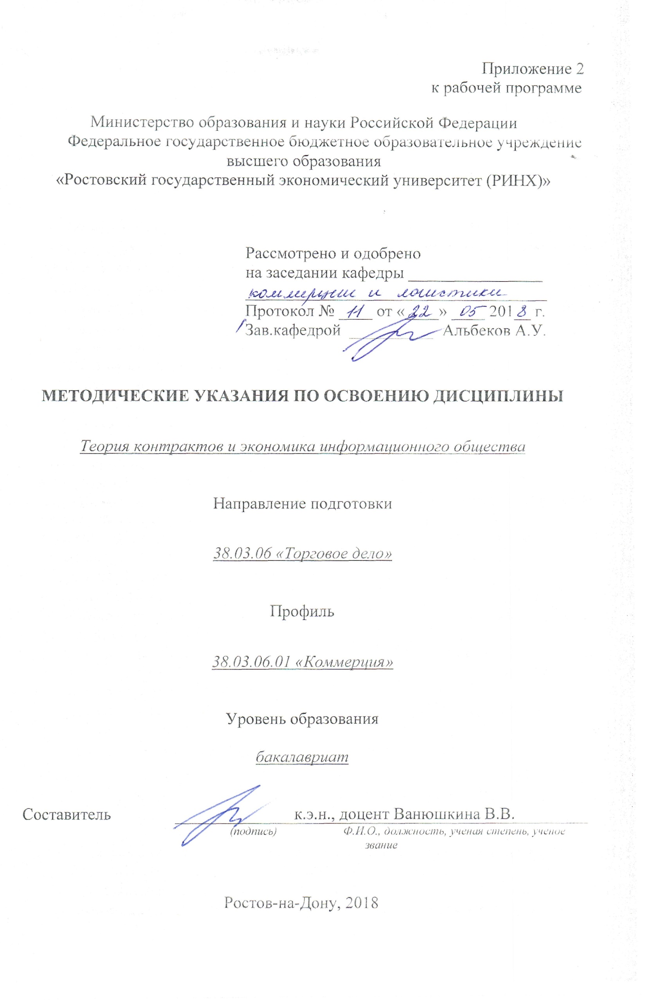 Приложение 2
к рабочей программе
Министерство образования и науки Российской Федерации
Федеральное государственное бюджетное образовательное учреждение
высшего образования
«Ростовский государственный экономический университет (РИНХ)»
Рассмотрено и одобрено
на заседании кафедры ________________
коммерции и логистики
Протокол № 11 от «22» 05 2018 г.
Зав.кафедрой __________ Альбеков А.У.
МЕТОДИЧЕСКИЕ УКАЗАНИЯ ПО ОСВОЕНИЮ ДИСЦИПЛИНЫ
Теория контрактов и экономика информационного общества
Направление подготовки
38.03.06 «Торговое дело»
Профиль
38.03.06.01 «Коммерция»
Уровень образования
бакалавриат
Составитель к.э.н., доцент Ванюшкина В.В.
(подпись) Ф.И.О., должность, ученая степень, ученое
звание
Ростов-на-Дону, 2018